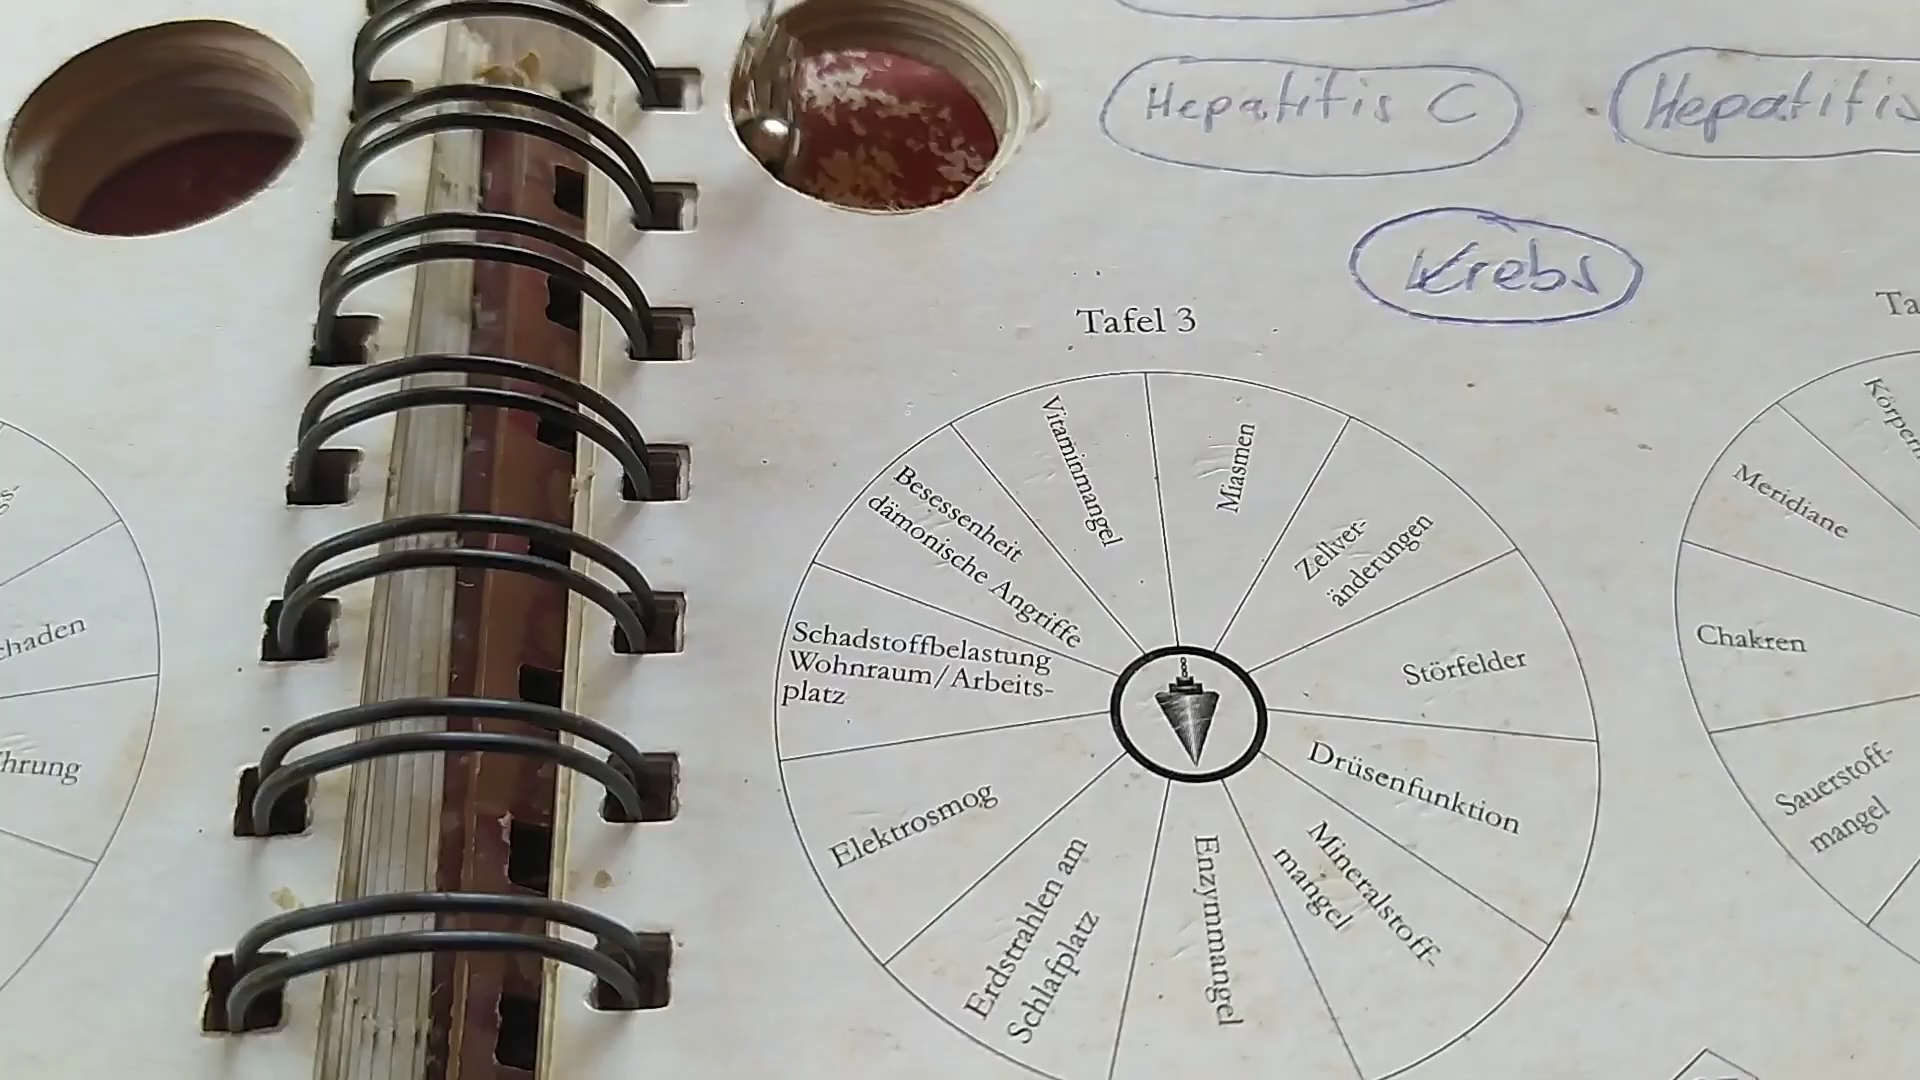 Hepatitis C
Hepatitis
Krebs
Tafel 3
Vitaminmangel
Miasmen
Zellver-
änderungen
Störfelder
Drüsenfunktion
Mineralstoff-
mangel
Enzymmangel
Erdstrahlen am
Schlafplatz
Elektrosmog
Schadstoffbelastung
Wohnraum/Arbeits-
platz
Besessenheit
dämonische Angriffe
Meridiane
Chakren
Sauerstoff-
mangel
chaden
hrung